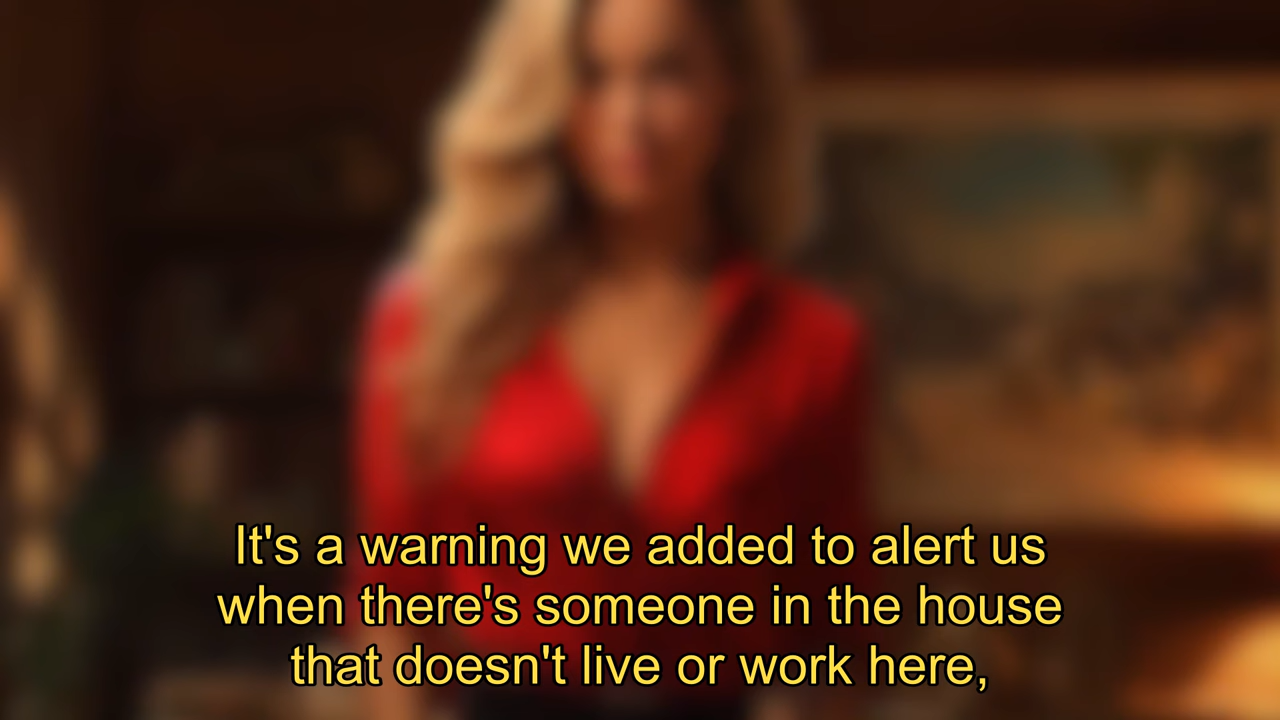 It's a warning we added to alert us
when there's someone in the house
that doesn't live or work here,